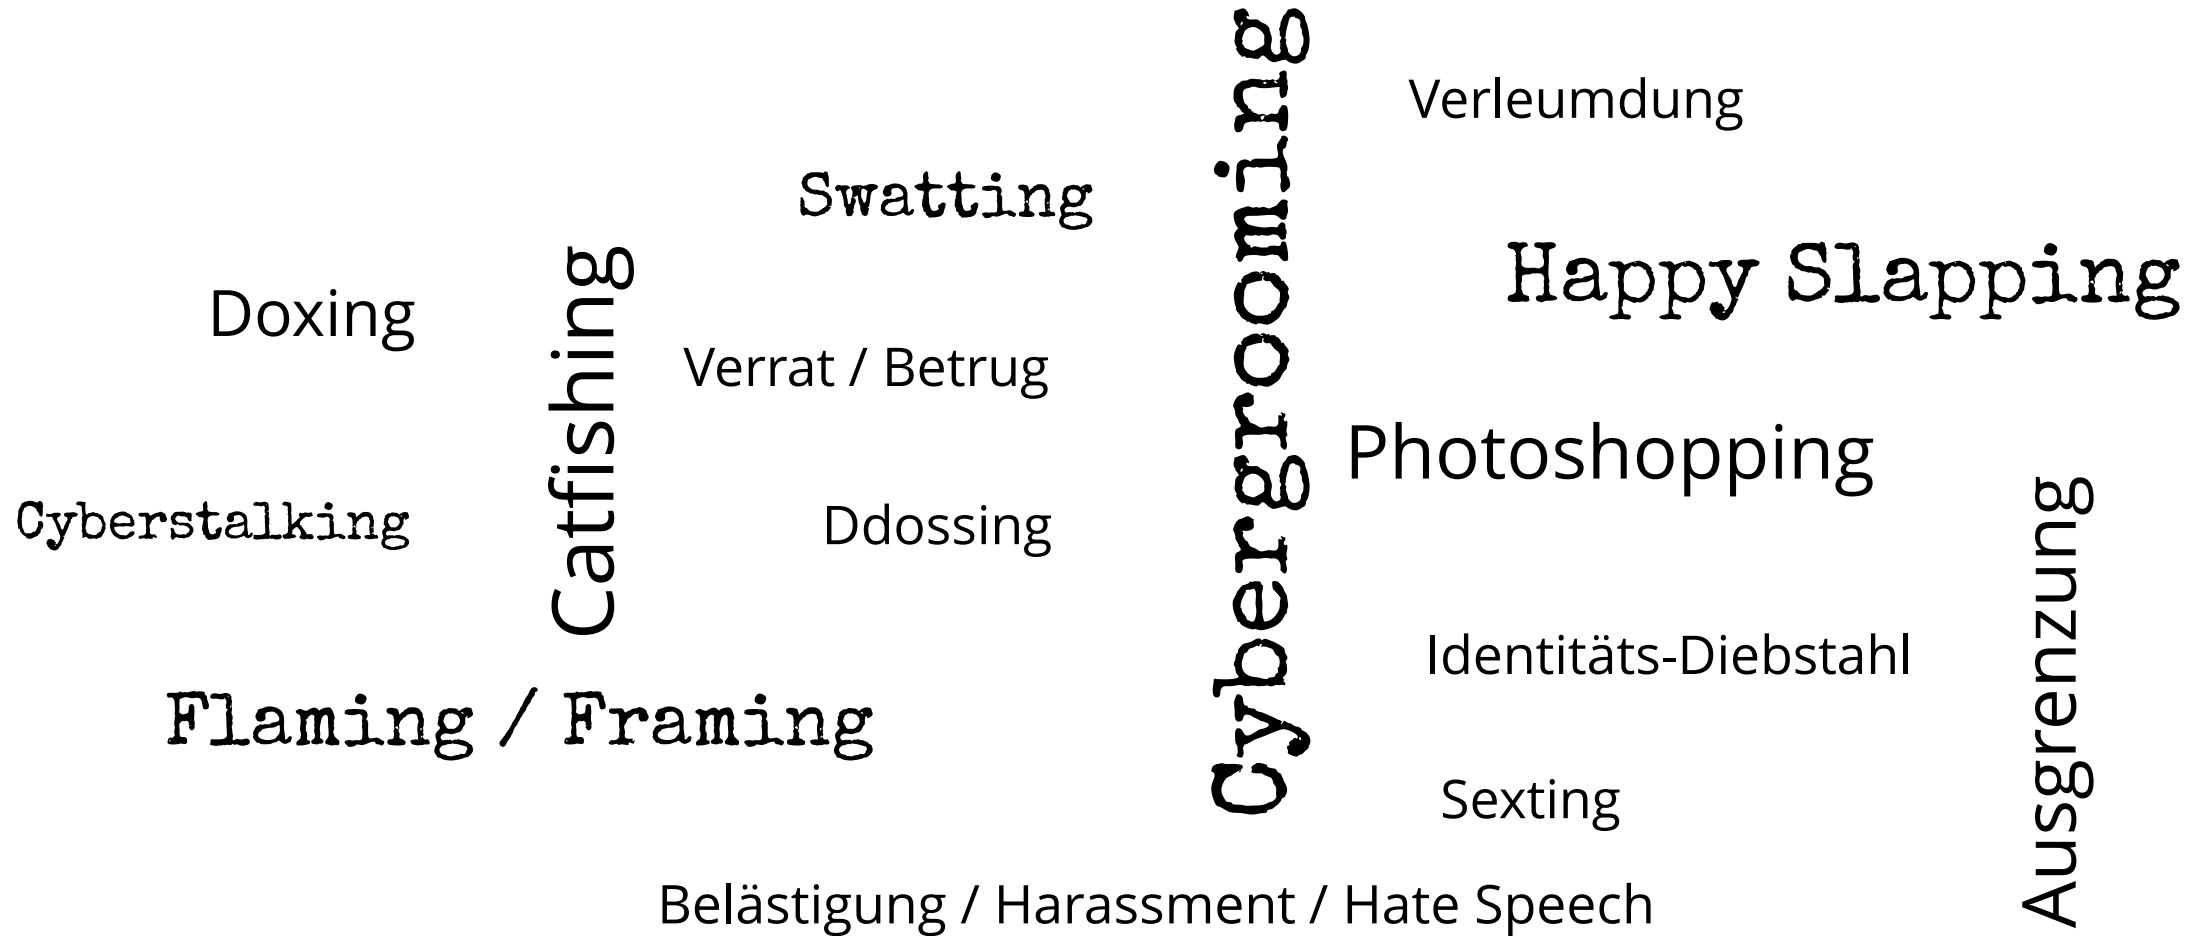 Verleumdung
Swatting
Cybergrooming
Happy Slapping
Doxing
Catfishing
Verrat / Betrug
Photoshopping
Cyberstalking
Ddossing
Ausgrenzung
Identitäts-Diebstahl
Flaming / Framing
Sexting
Belästigung / Harassment / Hate Speech